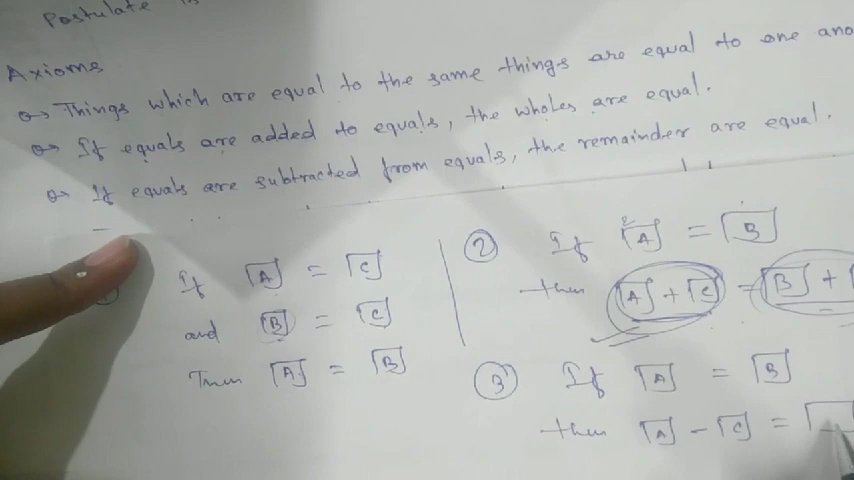 Postulate is
Axioms
Things which are equal to the same things are equal to one ano
If equals are added to equals, the wholes are equal.
If equals are subtracted from equals, the remainder are equal.
If A = C
and B = C
Then A = B
2 If A = B
then A + C = B +
3 If A = B
then A - C =